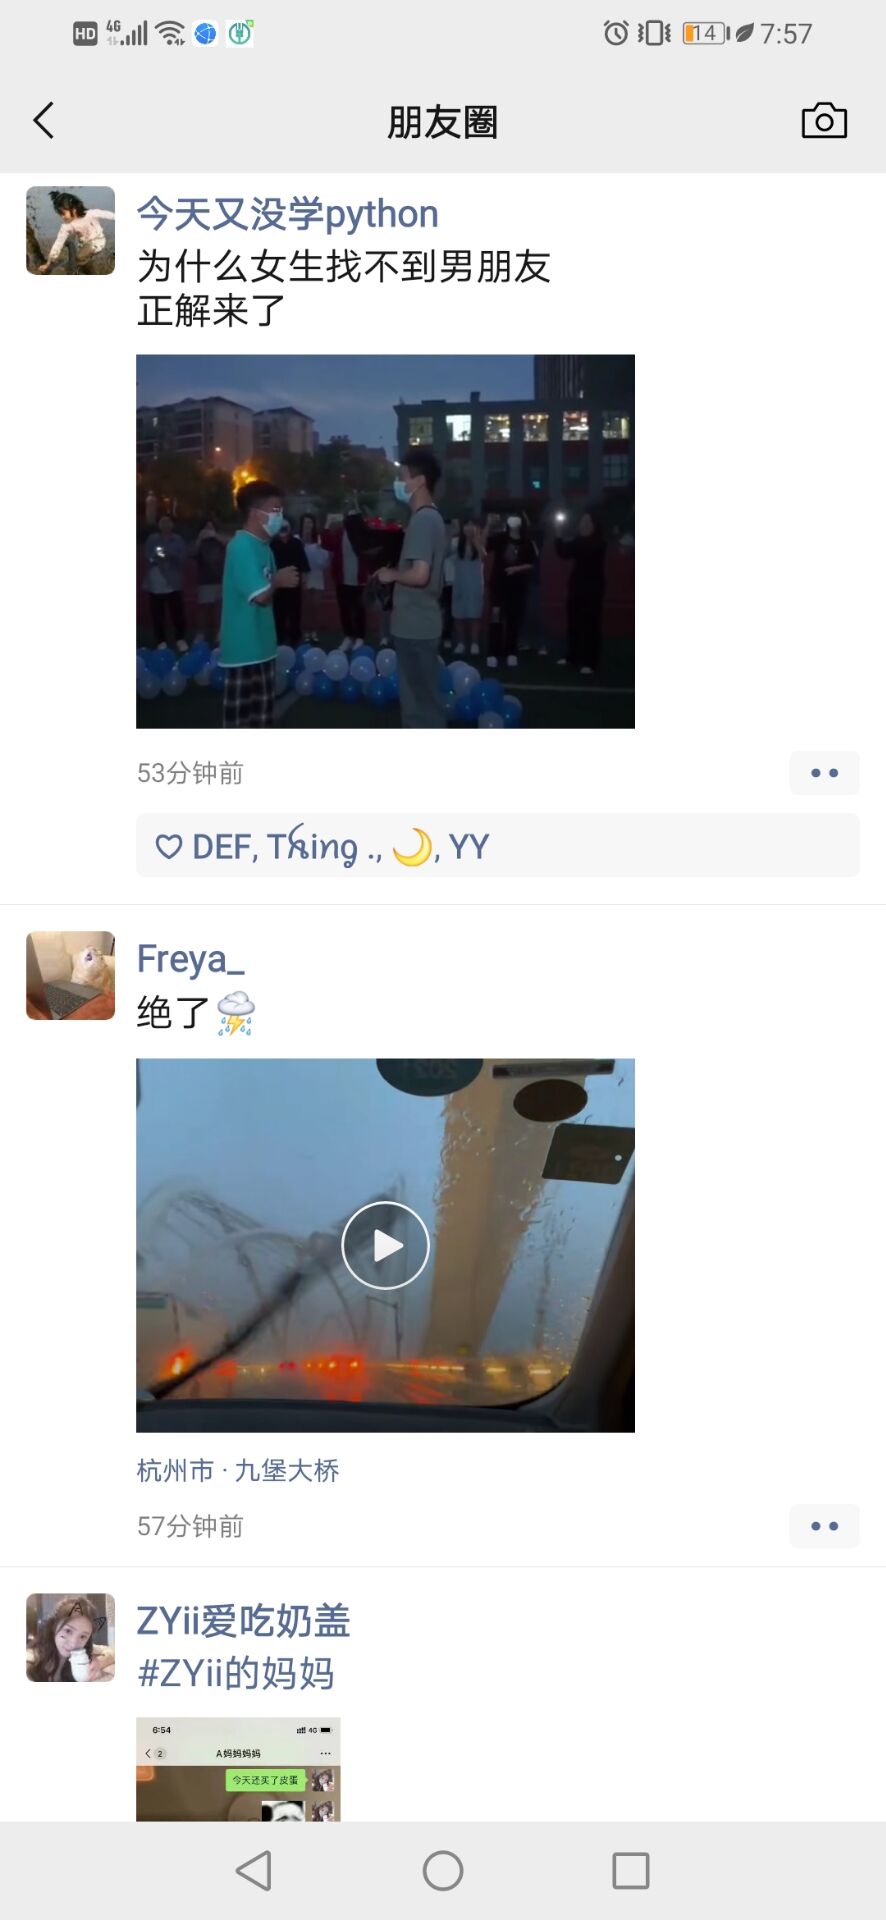 HD 4G 14 7:57
朋友圈
今天又没学python
为什么女生找不到男朋友
正解来了
53分钟前
♡ DEF, Thing ., 🌙, YY
Freya_
绝了⛈️
2021
杭州市 · 九堡大桥
57分钟前
ZYii爱吃奶盖
#ZYii的妈妈
6:54 4G
2 A妈妈妈妈 ···
今天还买了皮蛋